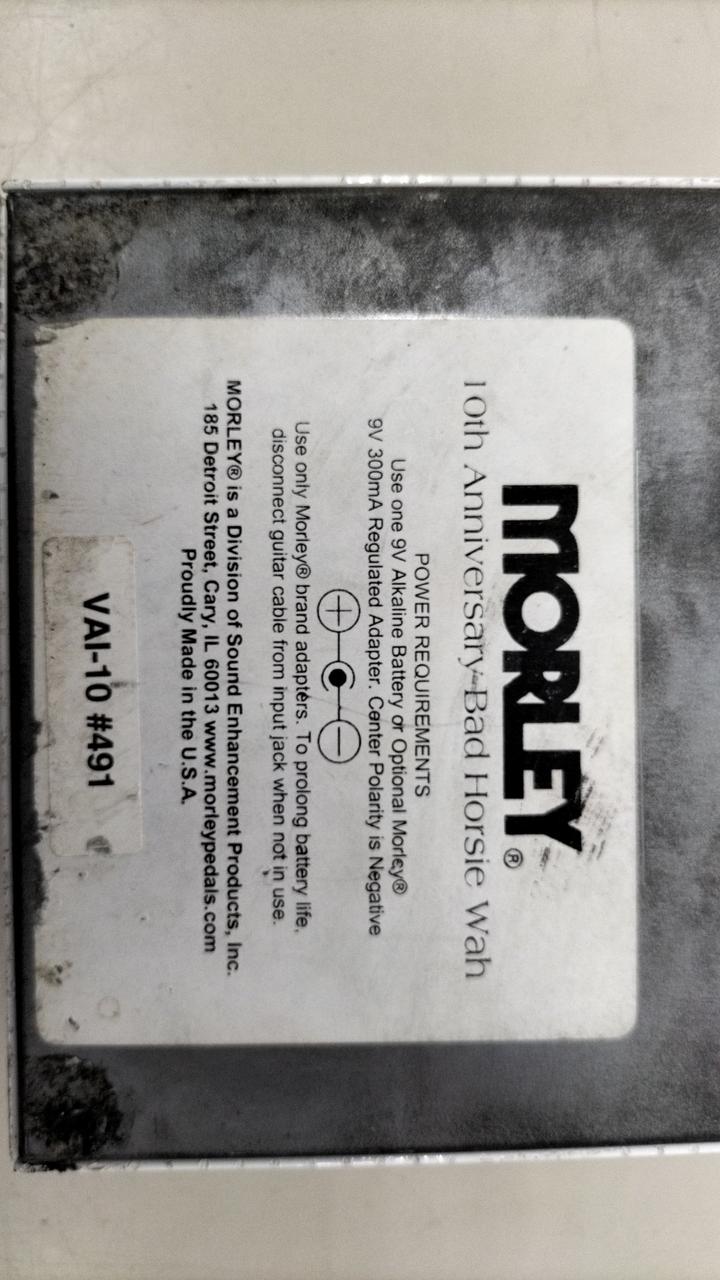 MORLEY®
10th Anniversary-Bad Horsie Wah
POWER REQUIREMENTS
Use one 9V Alkaline Battery or Optional Morley®
9V 300mA Regulated Adapter. Center Polarity is Negative
+ −
Use only Morley® brand adapters. To prolong battery life,
disconnect guitar cable from input jack when not in use.
MORLEY® is a Division of Sound Enhancement Products, Inc.
185 Detroit Street, Cary, IL 60013 www.morleypedals.com
Proudly Made in the U.S.A.
VAI-10 #491